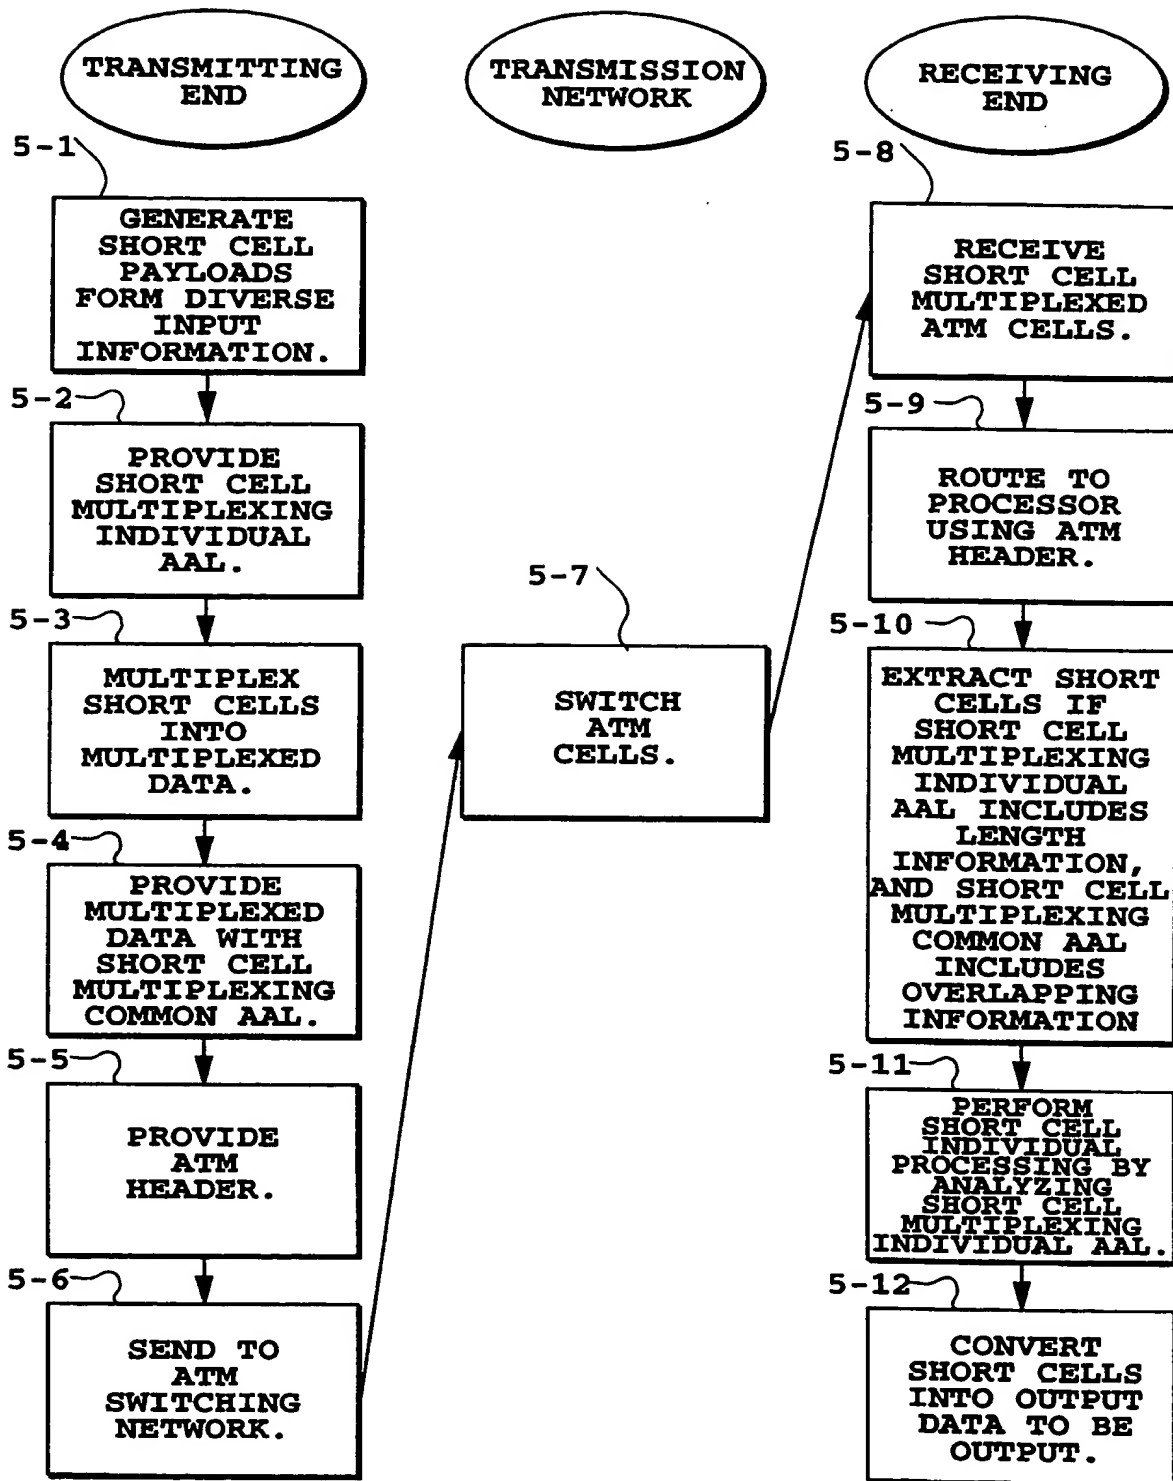 TRANSMITTING
END
TRANSMISSION
NETWORK
RECEIVING
END
5-1
GENERATE
SHORT CELL
PAYLOADS
FORM DIVERSE
INPUT
INFORMATION.
5-2
PROVIDE
SHORT CELL
MULTIPLEXING
INDIVIDUAL
AAL.
5-3
MULTIPLEX
SHORT CELLS
INTO
MULTIPLEXED
DATA.
5-4
PROVIDE
MULTIPLEXED
DATA WITH
SHORT CELL
MULTIPLEXING
COMMON AAL.
5-5
PROVIDE
ATM
HEADER.
5-6
SEND TO
ATM
SWITCHING
NETWORK.
5-7
SWITCH
ATM
CELLS.
5-8
RECEIVE
SHORT CELL
MULTIPLEXED
ATM CELLS.
5-9
ROUTE TO
PROCESSOR
USING ATM
HEADER.
5-10
EXTRACT SHORT
CELLS IF
SHORT CELL
MULTIPLEXING
INDIVIDUAL
AAL INCLUDES
LENGTH
INFORMATION,
AND SHORT CELL
MULTIPLEXING
COMMON AAL
INCLUDES
OVERLAPPING
INFORMATION
5-11
PERFORM
SHORT CELL
INDIVIDUAL
PROCESSING BY
ANALYZING
SHORT CELL
MULTIPLEXING
INDIVIDUAL AAL.
5-12
CONVERT
SHORT CELLS
INTO OUTPUT
DATA TO BE
OUTPUT.